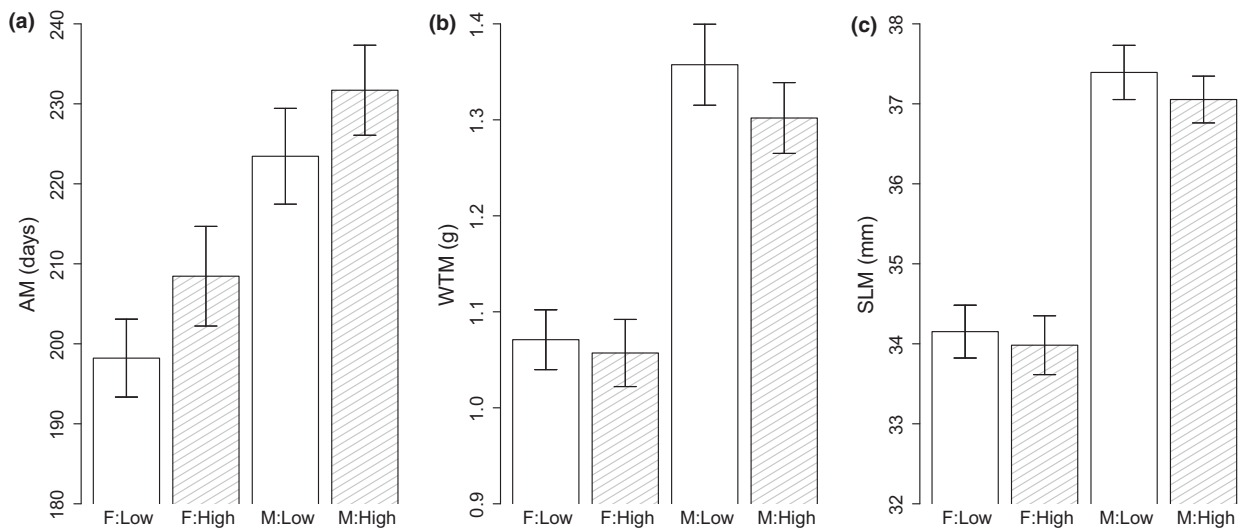 (a)
AM (days)
240
230
220
210
200
190
180
F:Low F:High M:Low M:High
(b)
WTM (g)
1.4
1.3
1.2
1.1
1.0
0.9
F:Low F:High M:Low M:High
(c)
SLM (mm)
38
37
36
35
34
33
32
F:Low F:High M:Low M:High